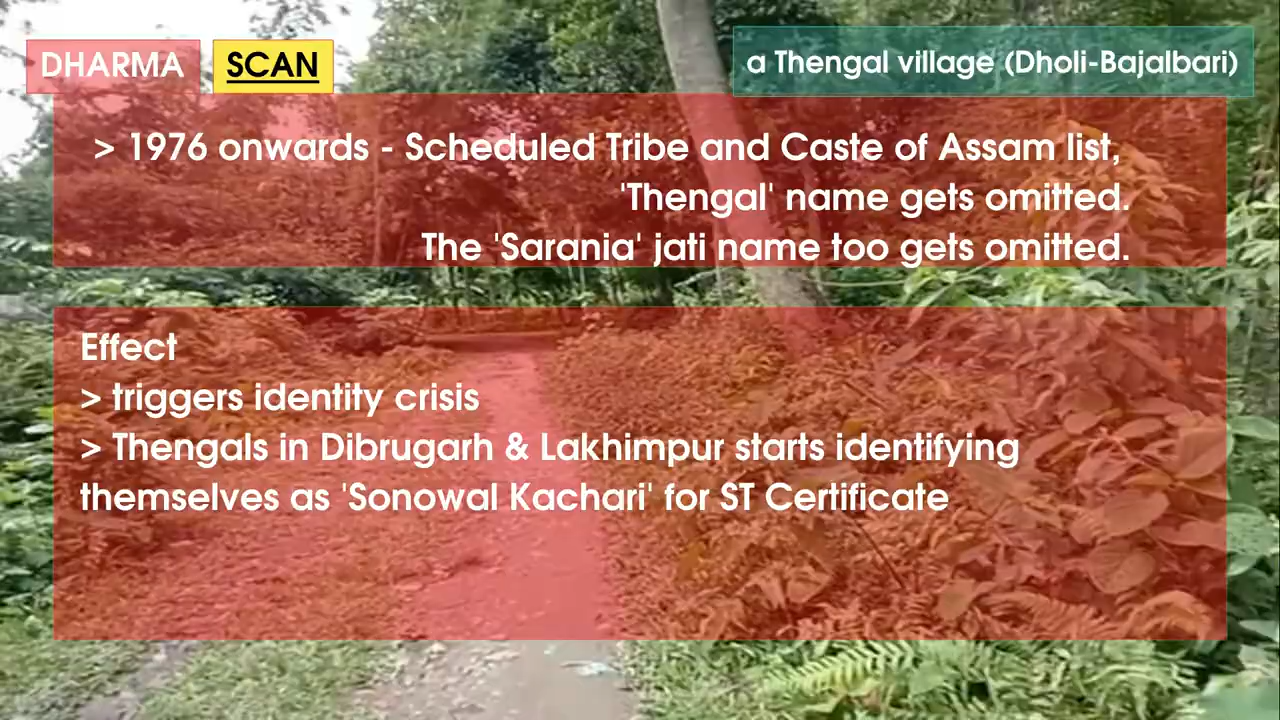 DHARMA SCAN
a Thengal village (Dholi-Bajalbari)
> 1976 onwards - Scheduled Tribe and Caste of Assam list,
'Thengal' name gets omitted.
The 'Sarania' jati name too gets omitted.
Effect
> triggers identity crisis
> Thengals in Dibrugarh & Lakhimpur starts identifying
themselves as 'Sonowal Kachari' for ST Certificate